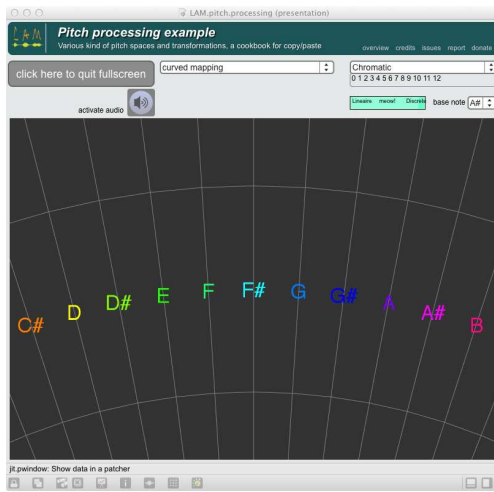 LAM.pitch.processing (presentation)
LAM
Pitch processing example
Various kind of pitch spaces and transformations, a cookbook for copy/paste
overview credits issues report donate
click here to quit fullscreen
curved mapping
Chromatic
0 1 2 3 4 5 6 7 8 9 10 11 12
activate audio
Lineaire meoef Discrete
base note A#
C# D D# E F F# G G# A A# B
jit.pwindow: Show data in a patcher